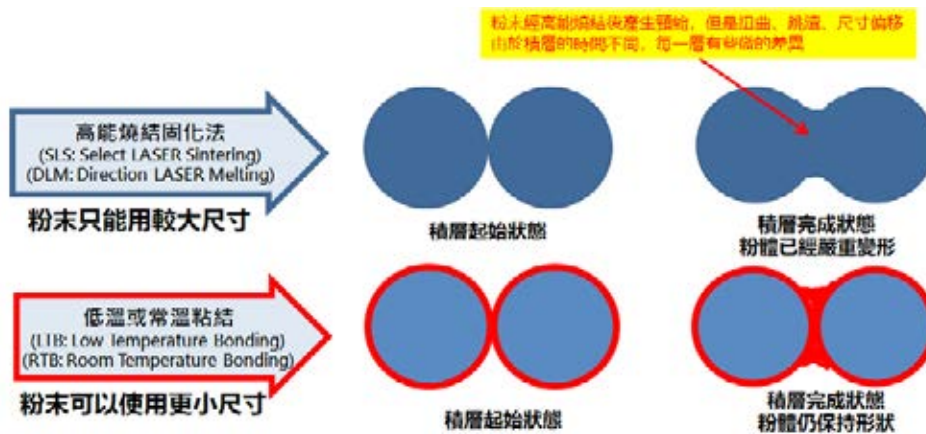 粉末經高能燒結後產生頸縮，但是扭曲、跳渣、尺寸偏移
由於積層的時間不同，每一層有些微的差異
高能燒結固化法
(SLS: Select LASER Sintering)
(DLM: Direction LASER Melting)
粉末只能用較大尺寸
積層起始狀態
積層完成狀態
粉體已經嚴重變形
低溫或常溫粘結
(LTB: Low Temperature Bonding)
(RTB: Room Temperature Bonding)
粉末可以使用更小尺寸
積層起始狀態
積層完成狀態
粉體仍保持形狀